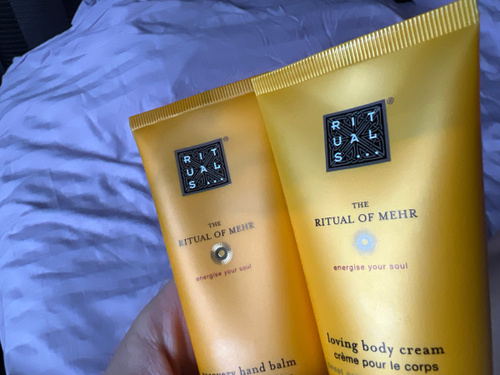 RIT
UAL
S...
®
THE
RITUAL OF MEHR
energise your soul
hand balm
RIT
UAL
S...
®
THE
RITUAL OF MEHR
energise your soul
loving body cream
crème pour le corps